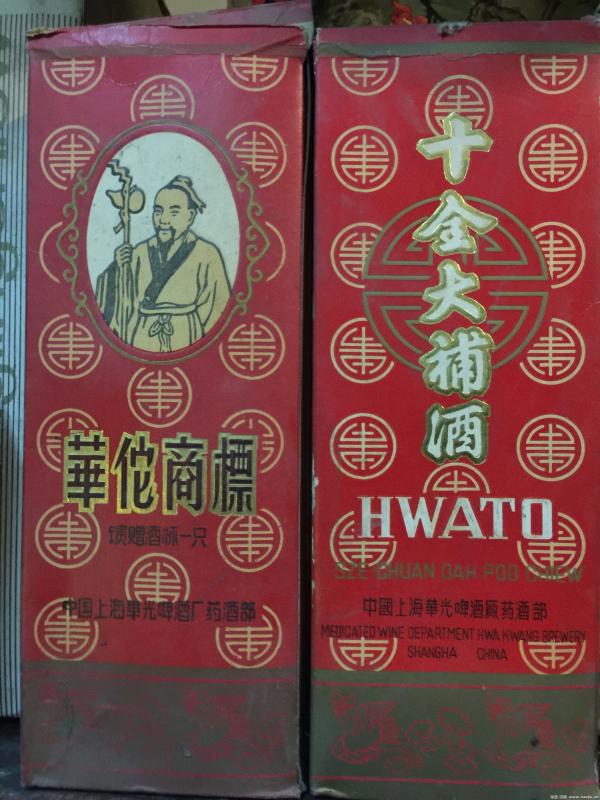 華佗商標
馈赠酒杯一只
中国上海华光啤酒厂药酒部
十全大補酒
HWATO
SZE CHUAN DAH POO CHIEW
中國上海華光啤酒廠药酒部
MEDICATED WINE DEPARTMENT HWA KWANG BREWERY
SHANGHA CHINA